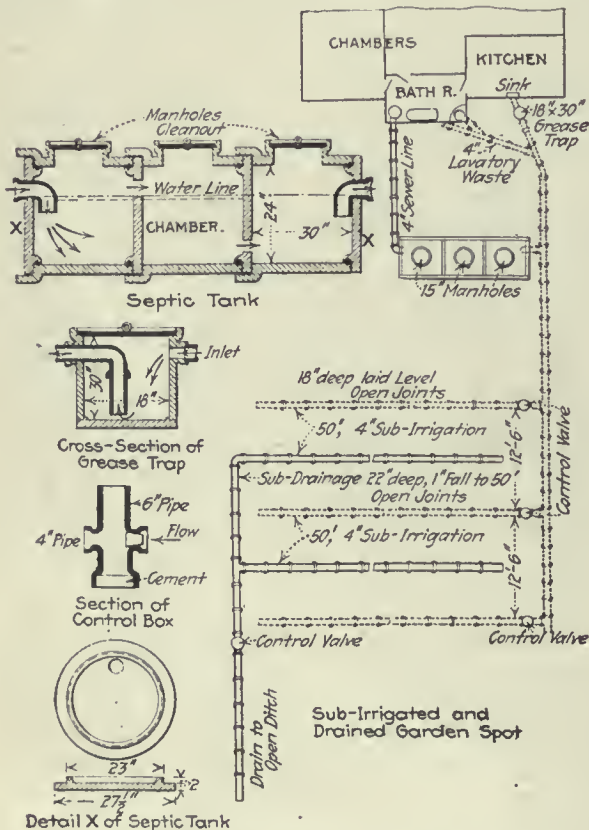 CHAMBERS
KITCHEN
BATH R.
Sink
18"x30"
Grease
Trap
4"
Lavatory
Waste
4" Sewer Line
15" Manholes
Manholes
Cleanout
Water Line
CHAMBER.
24"
30"
X
X
Septic Tank
Inlet
30"
18"
Cross-Section of
Grease Trap
6" Pipe
4" Pipe
Flow
Cement
Section of
Control Box
23"
2"
27 1/2"
Detail X of Septic Tank
18" deep laid Level
Open Joints
50', 4" Sub-Irrigation
Sub-Drainage 22" deep, 1" Fall to 50'
Open Joints
50', 4" Sub-Irrigation
12'-6"
12'-6"
Control Valve
Control Valve
Control Valve
Drain to
Open Ditch
Sub-Irrigated and
Drained Garden Spot